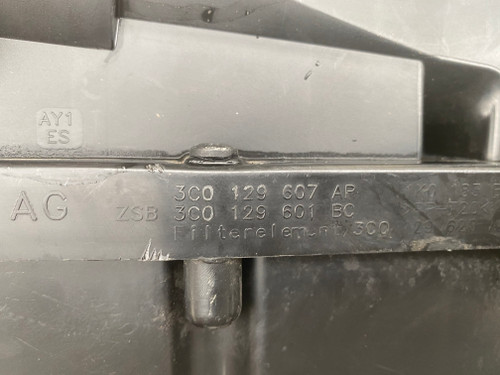 AY1
ES
3C0 129 607 AP
AG ZSB 3C0 129 601 BC
Filterelement 3C0